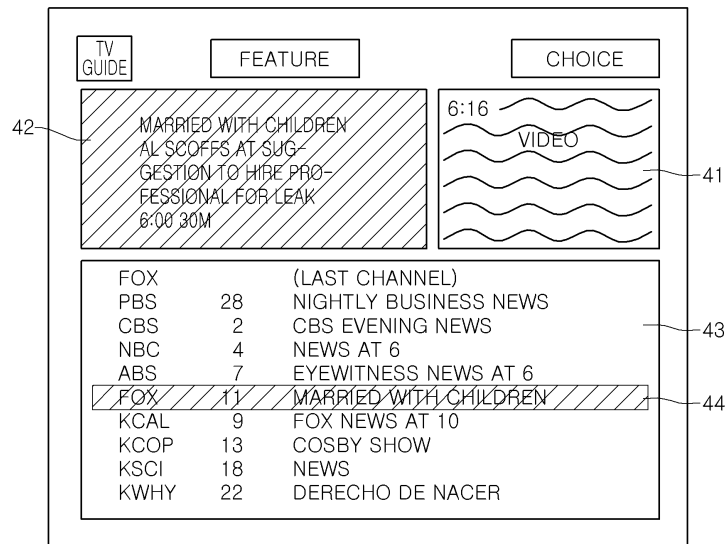 TV
GUIDE
FEATURE
CHOICE
42
MARRIED WITH CHILDREN
AL SCOFFS AT SUG-
GESTION TO HIRE PRO-
FESSIONAL FOR LEAK
6:00 30M
6:16
VIDEO
41
FOX (LAST CHANNEL)
PBS 28 NIGHTLY BUSINESS NEWS
CBS 2 CBS EVENING NEWS
43
NBC 4 NEWS AT 6
ABS 7 EYEWITNESS NEWS AT 6
FOX 11 MARRIED WITH CHILDREN
44
KCAL 9 FOX NEWS AT 10
KCOP 13 COSBY SHOW
KSCI 18 NEWS
KWHY 22 DERECHO DE NACER